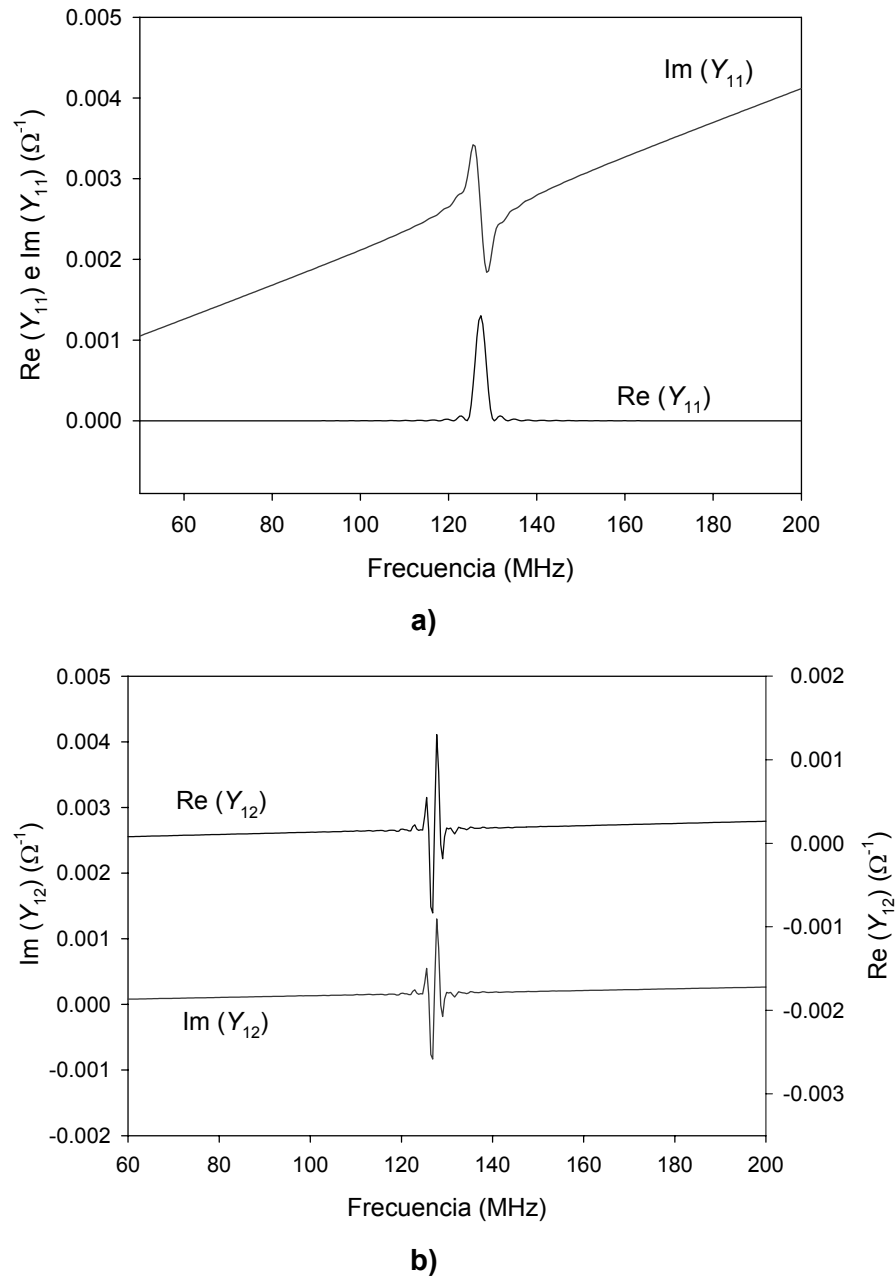 0.005
0.004
0.003
0.002
0.001
0.000
Re (Y11) e Im (Y11) (Ω-1)
Im (Y11)
Re (Y11)
60 80 100 120 140 160 180 200
Frecuencia (MHz)
a)
0.005
0.004
0.003
0.002
0.001
0.000
-0.001
-0.002
Im (Y12) (Ω-1)
Re (Y12)
Im (Y12)
0.002
0.001
0.000
-0.001
-0.002
-0.003
Re (Y12) (Ω-1)
60 80 100 120 140 160 180 200
Frecuencia (MHz)
b)